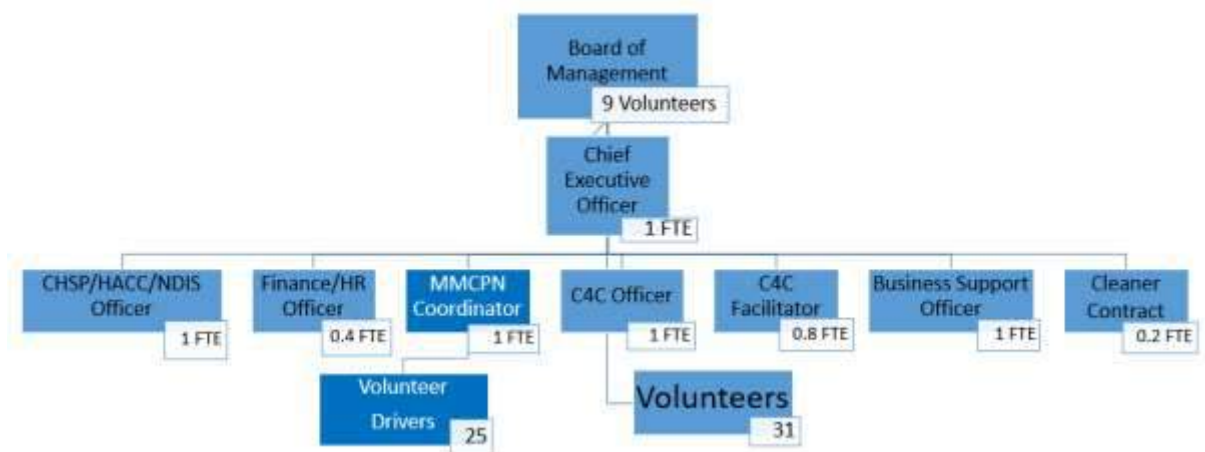 Board of
Management
9 Volunteers
Chief
Executive
Officer
1 FTE
CHSP/HACC/NDIS
Officer
1 FTE
Finance/HR
Officer
0.4 FTE
MMCPN
Coordinator
1 FTE
C4C Officer
1 FTE
C4C
Facilitator
0.8 FTE
Business Support
Officer
1 FTE
Cleaner
Contract
0.2 FTE
Volunteer
Drivers
25
Volunteers
31